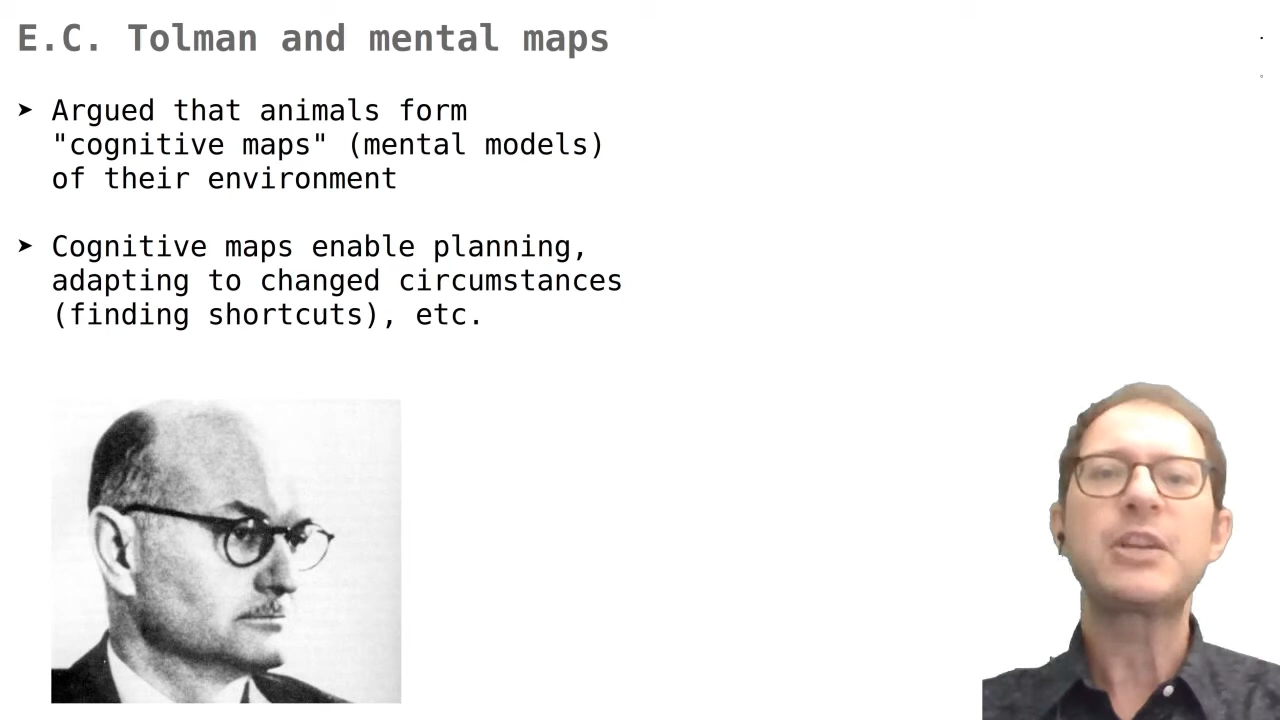 E.C. Tolman and mental maps
➤ Argued that animals form
"cognitive maps" (mental models)
of their environment
➤ Cognitive maps enable planning,
adapting to changed circumstances
(finding shortcuts), etc.